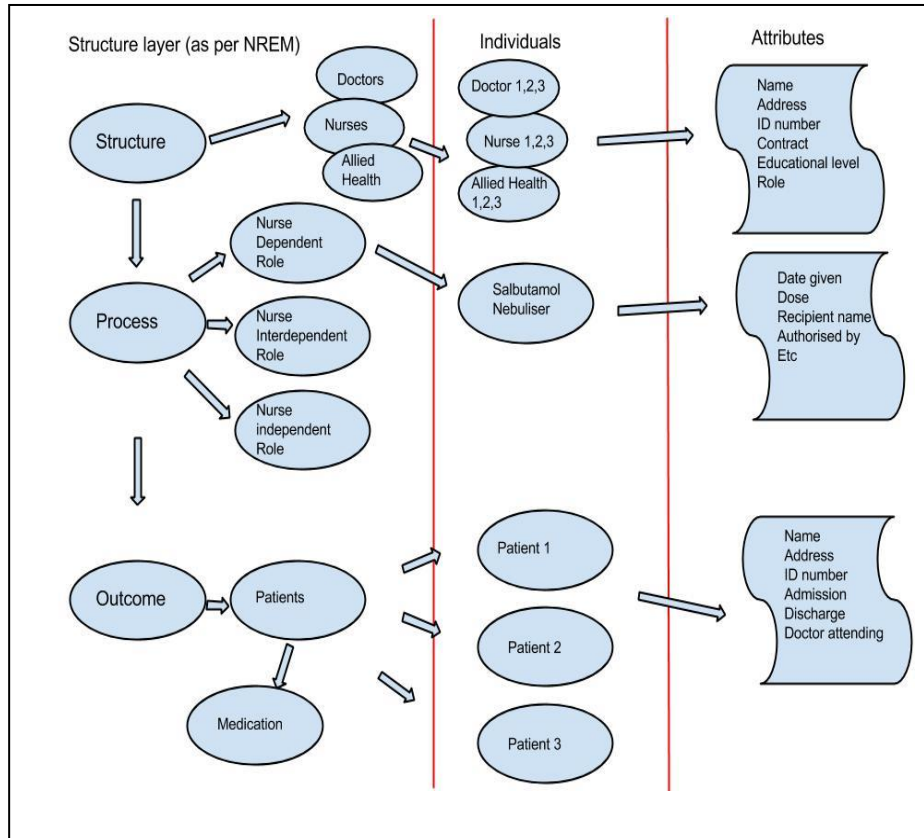 Structure layer (as per NREM)
Individuals
Attributes
Structure
Doctors
Nurses
Allied
Health
Doctor 1,2,3
Nurse 1,2,3
Allied Health
1,2,3
Name
Address
ID number
Contract
Educational level
Role
Process
Nurse
Dependent
Role
Nurse
Interdependent
Role
Nurse
independent
Role
Salbutamol
Nebuliser
Date given
Dose
Recipient name
Authorised by
Etc
Outcome
Patients
Medication
Patient 1
Patient 2
Patient 3
Name
Address
ID number
Admission
Discharge
Doctor attending